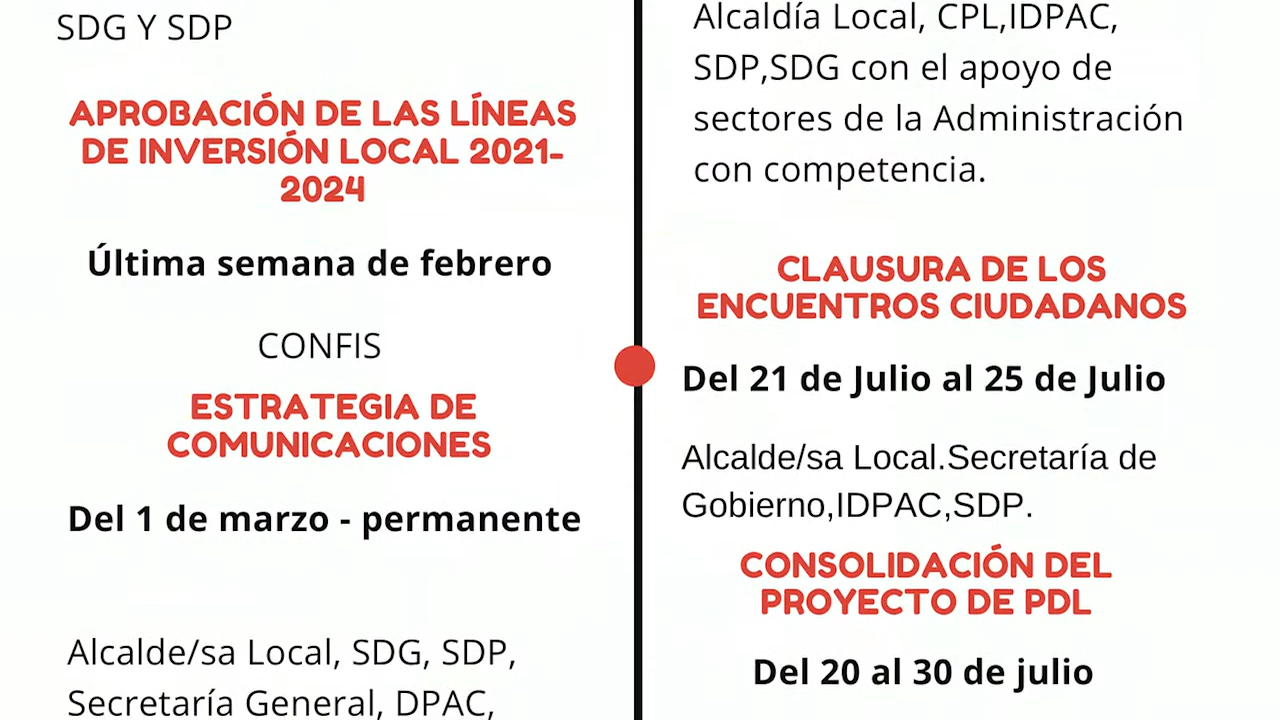 SDG Y SDP
APROBACIÓN DE LAS LÍNEAS
DE INVERSIÓN LOCAL 2021-
2024
Última semana de febrero
CONFIS
ESTRATEGIA DE
COMUNICACIONES
Del 1 de marzo - permanente
Alcalde/sa Local, SDG, SDP,
Secretaría General, DPAC,
Alcaldía Local, CPL,IDPAC,
SDP,SDG con el apoyo de
sectores de la Administración
con competencia.
CLAUSURA DE LOS
ENCUENTROS CIUDADANOS
Del 21 de Julio al 25 de Julio
Alcalde/sa Local.Secretaría de
Gobierno,IDPAC,SDP.
CONSOLIDACIÓN DEL
PROYECTO DE PDL
Del 20 al 30 de julio